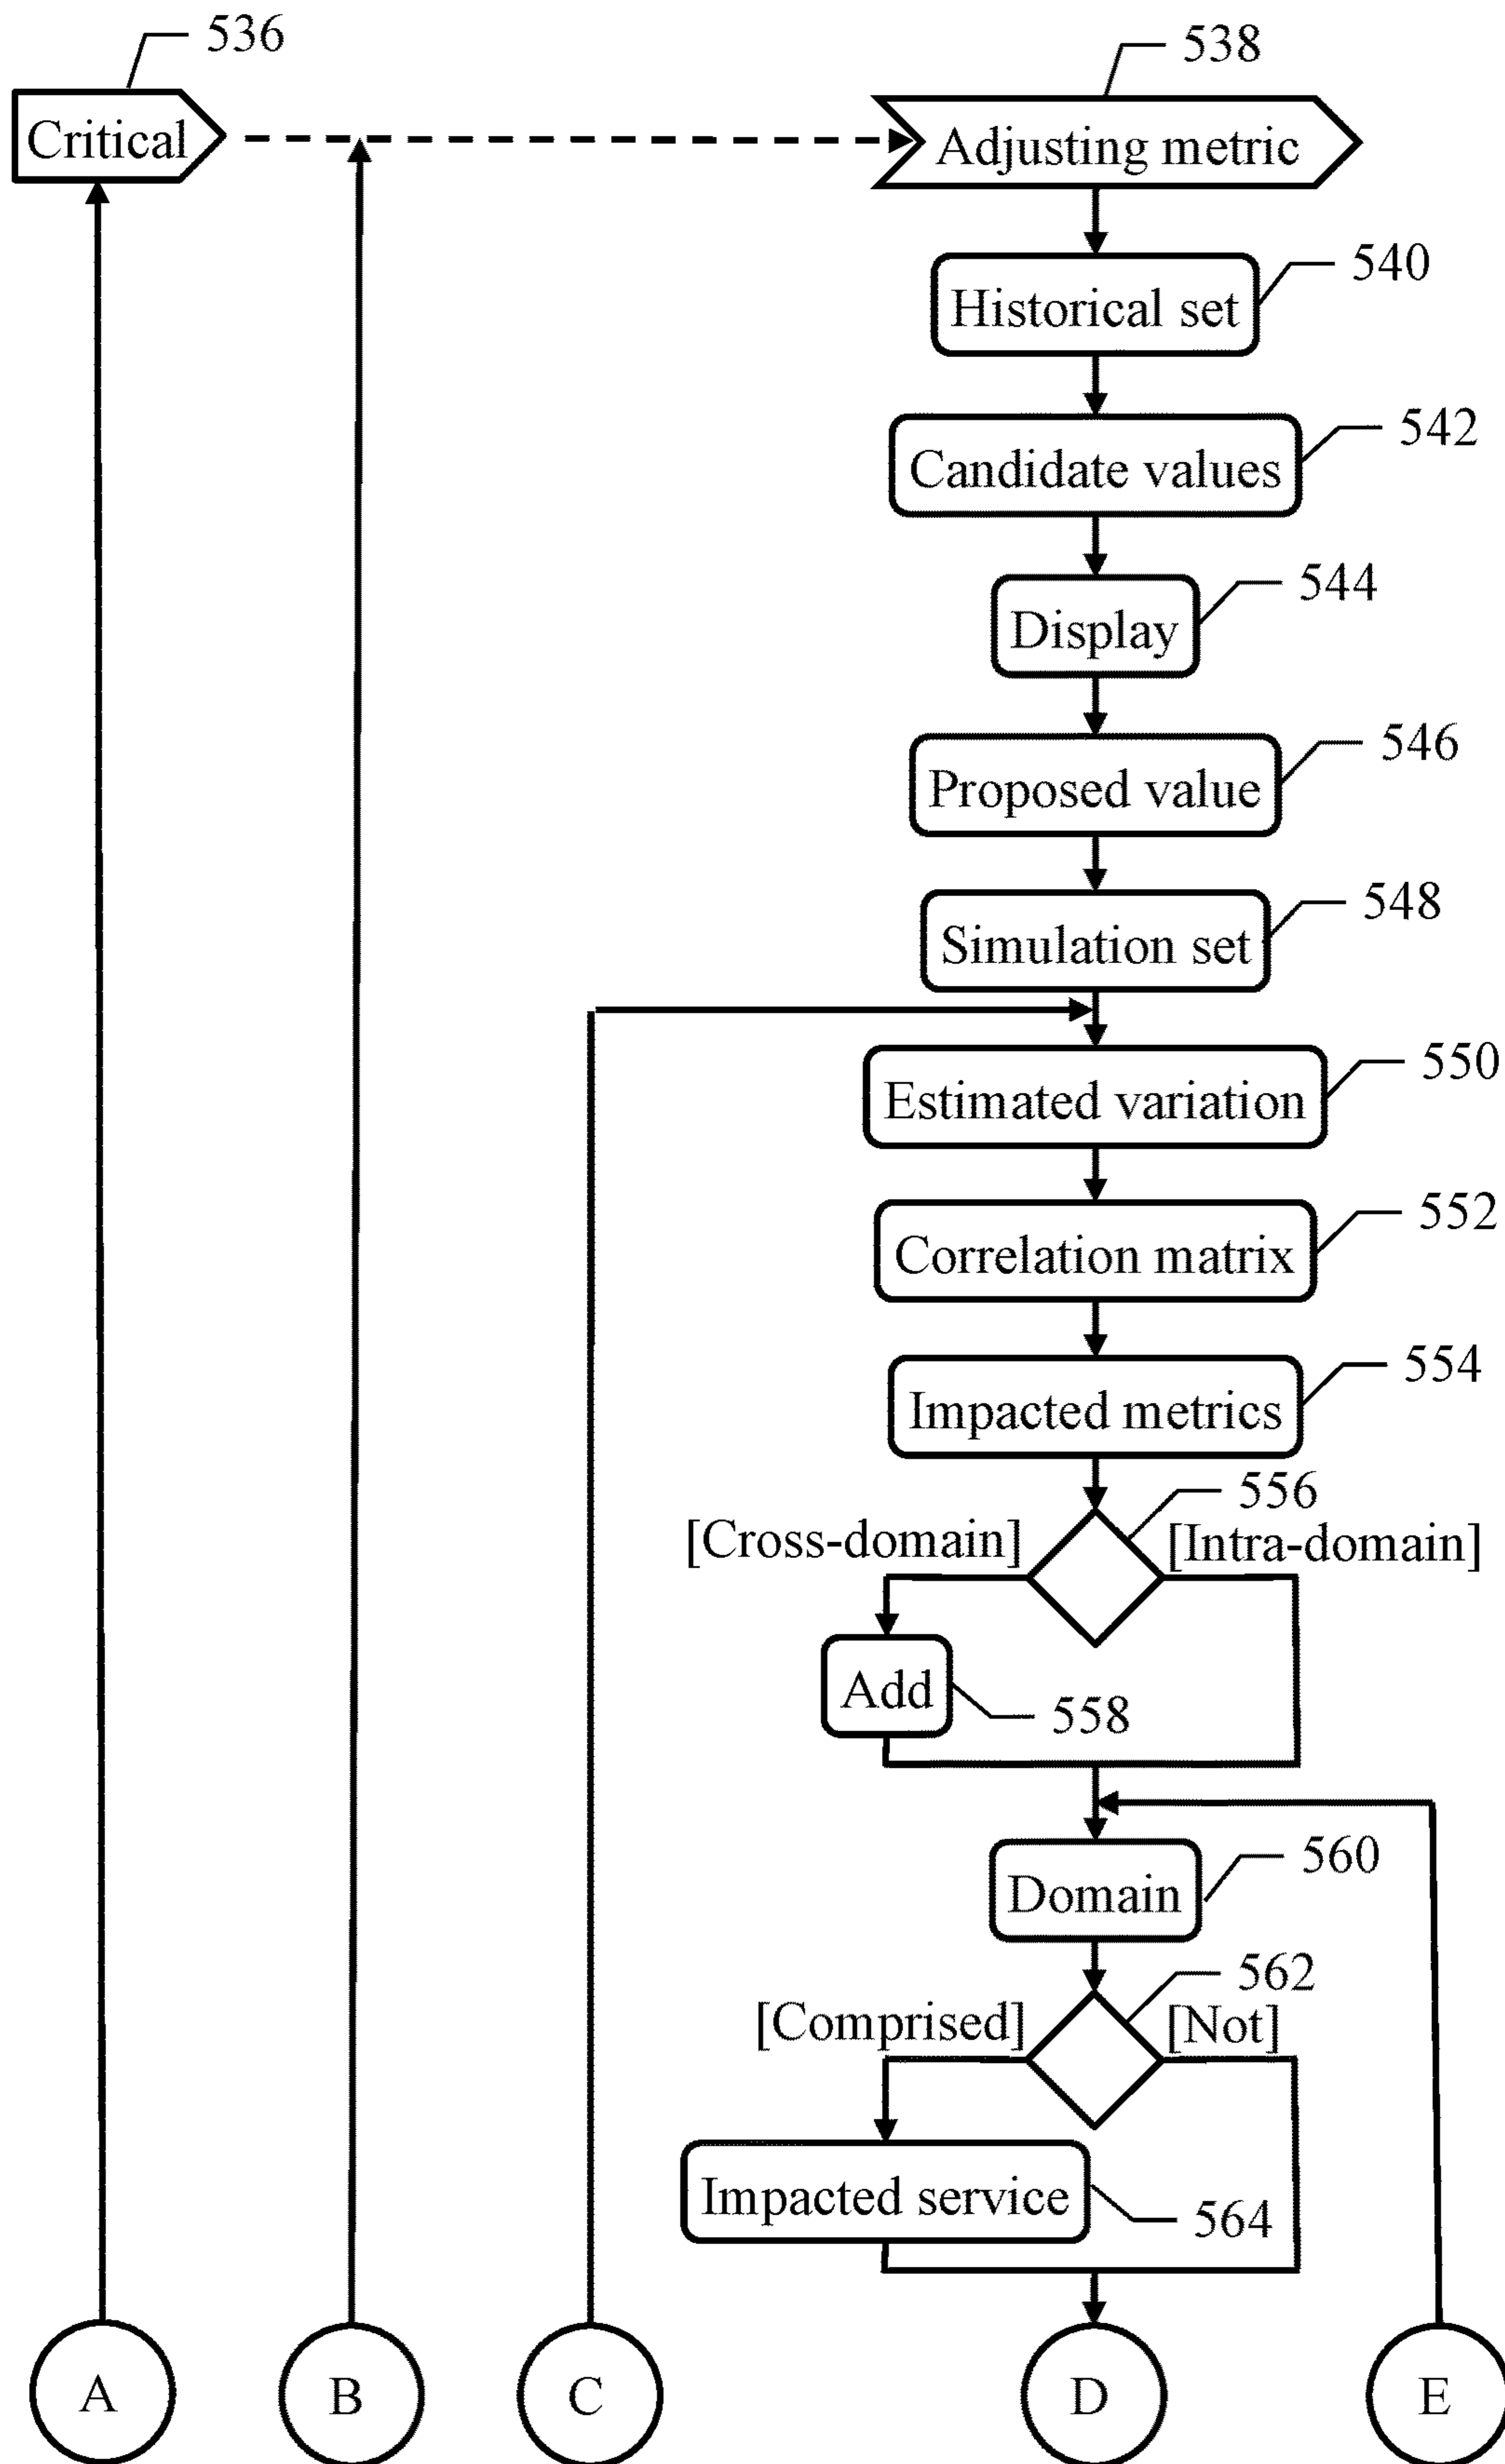 536
538
Critical
Adjusting metric
540
Historical set
542
Candidate values
544
Display
546
Proposed value
548
Simulation set
550
Estimated variation
552
Correlation matrix
554
Impacted metrics
556
[Cross-domain]
[Intra-domain]
Add
558
560
Domain
562
[Comprised]
[Not]
Impacted service
564
A
B
C
D
E